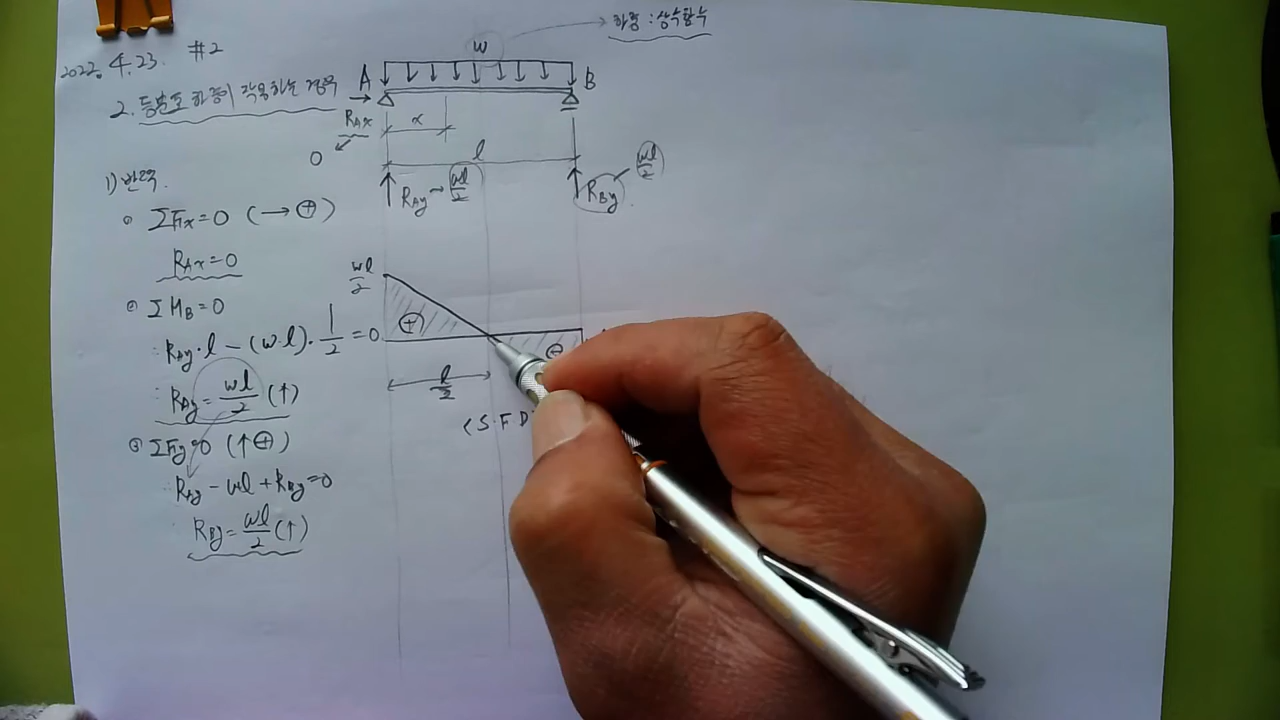 2022. 4. 23. #2
w → 하중 : 상수함수
2. 등분포 하중이 작용하는 경우
A B
RAx
0
x
l
RAy → wl/2
RBy wl/2
1) 반력
① ΣFx=0 (→ ⊕)
RAx=0
② ΣMB=0
RAy·l - (w·l)·l/2 = 0
RAy = wl/2 (↑)
③ ΣFy=0 (↑⊕)
RAy - wl + RBy = 0
RBy = wl/2 (↑)
wl/2
⊕
⊖
l/2
(S.F.D